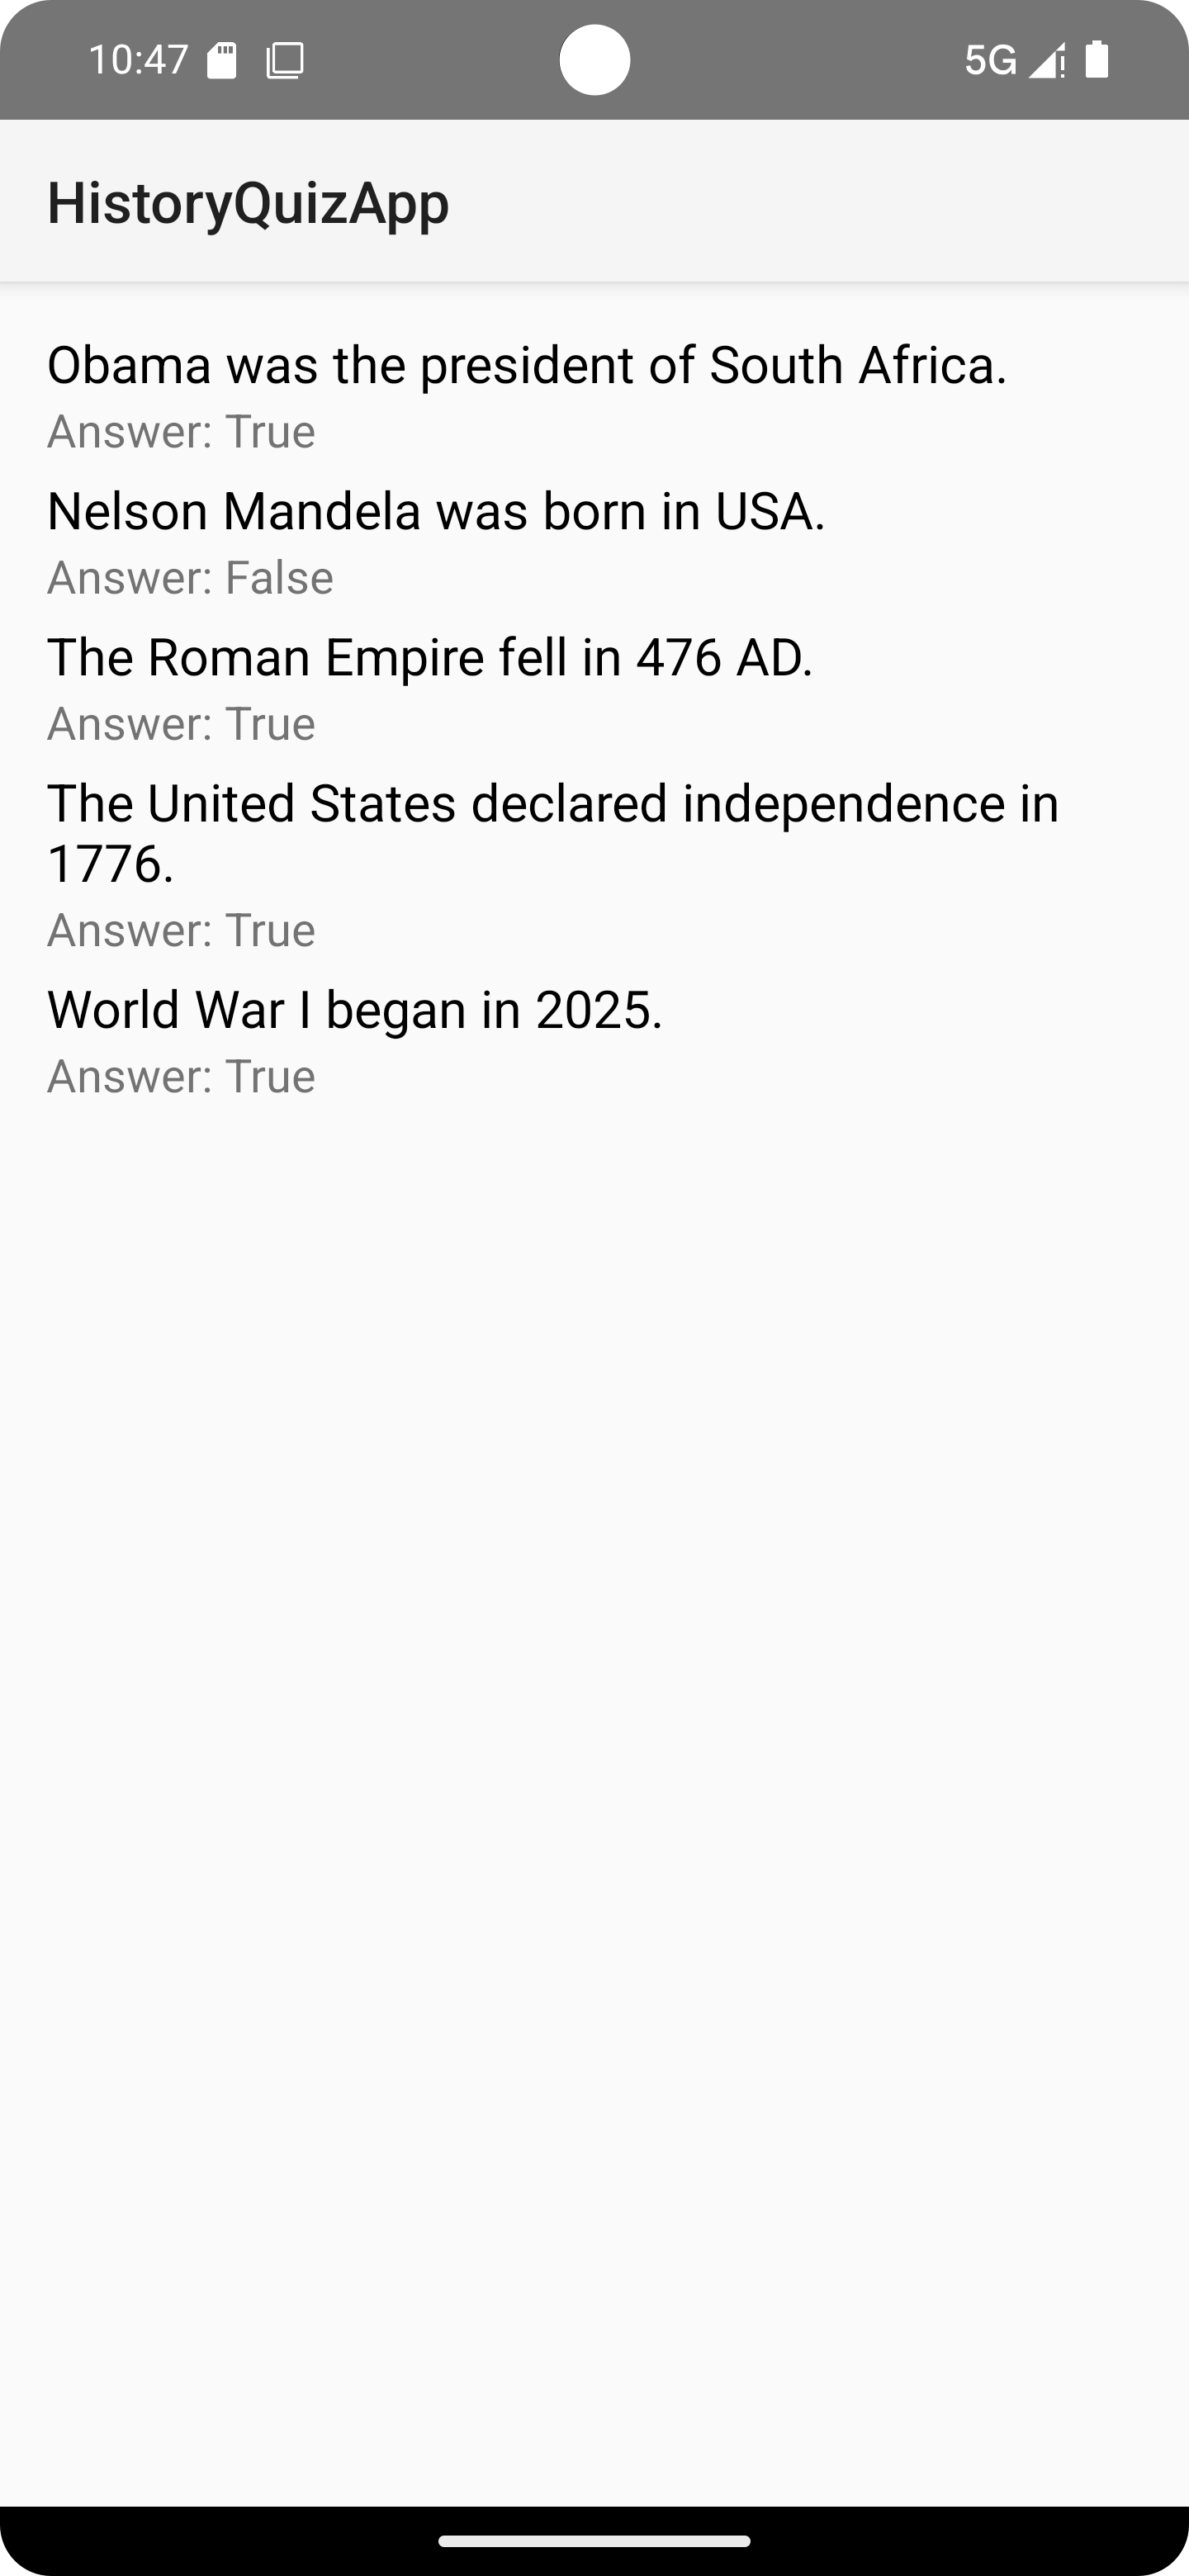 10:47
5G
HistoryQuizApp
Obama was the president of South Africa.
Answer: True
Nelson Mandela was born in USA.
Answer: False
The Roman Empire fell in 476 AD.
Answer: True
The United States declared independence in
1776.
Answer: True
World War I began in 2025.
Answer: True